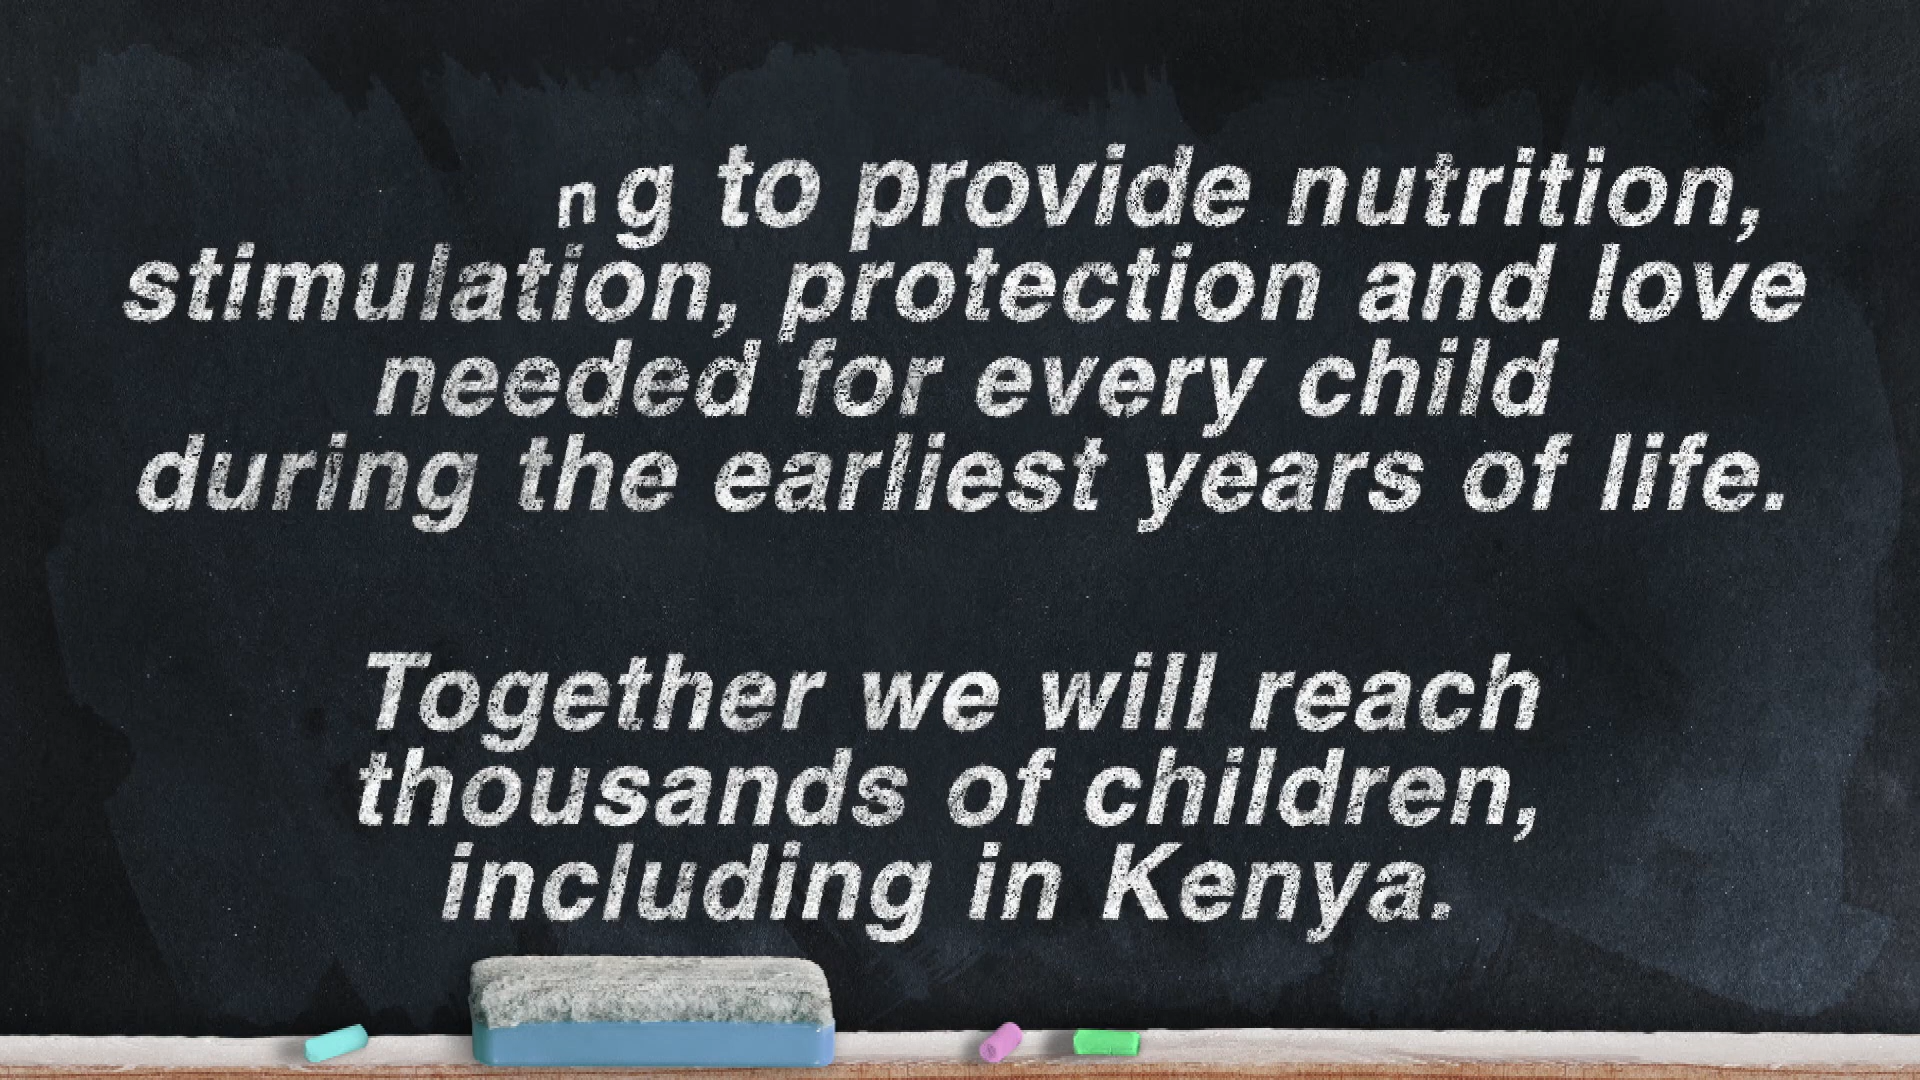 ng to provide nutrition,
stimulation, protection and love
needed for every child
during the earliest years of life.
Together we will reach
thousands of children,
including in Kenya.